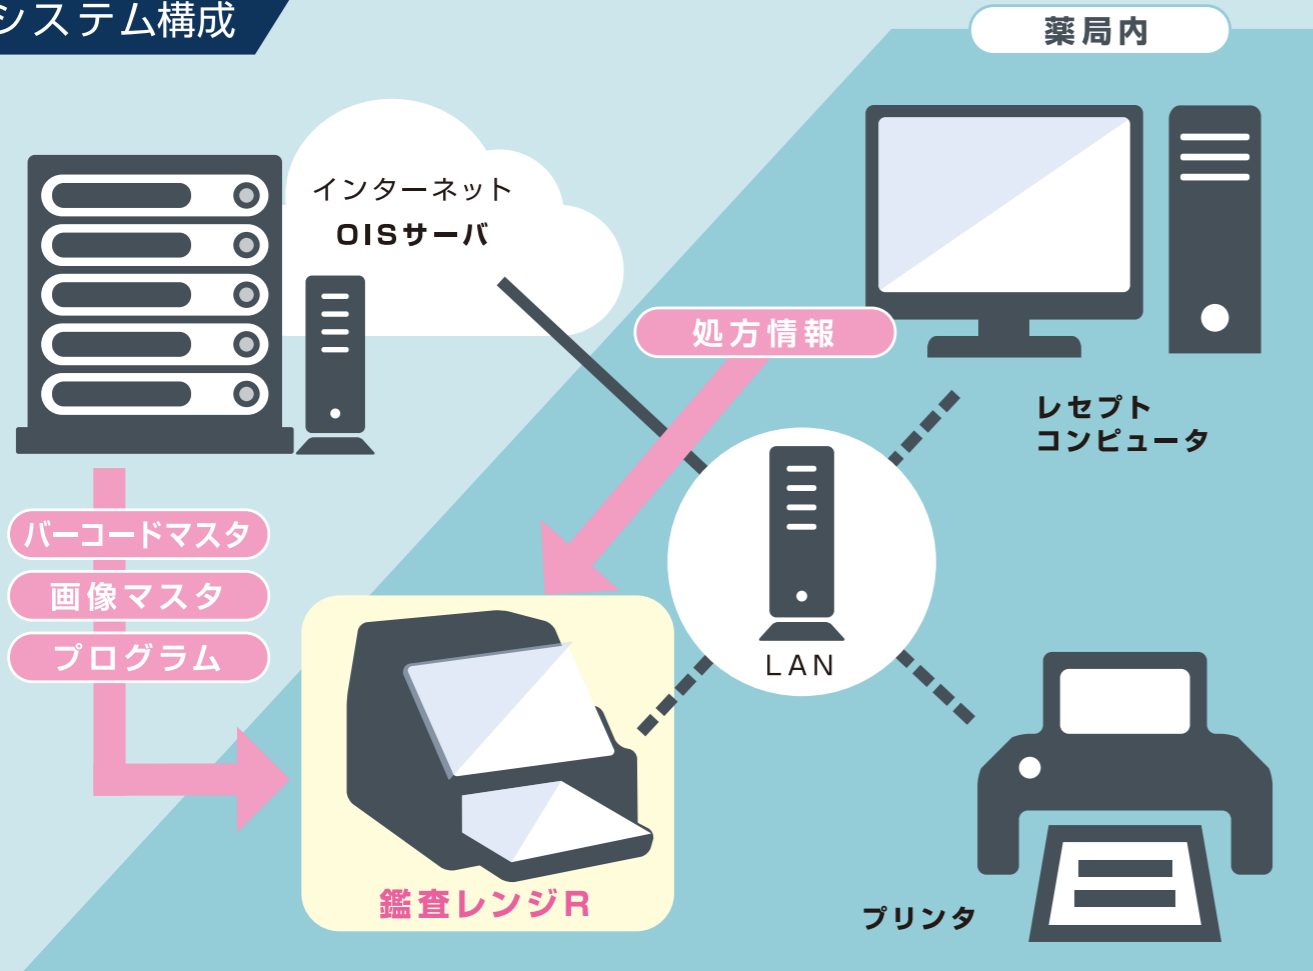 システム構成
薬局内
インターネット
OISサーバ
処方情報
レセプト
コンピュータ
バーコードマスタ
画像マスタ
プログラム
LAN
鑑査レンジR
プリンタ